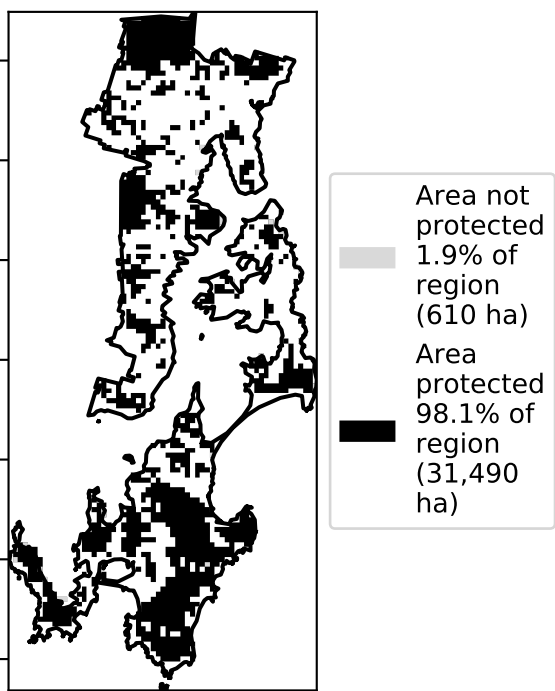 Area not
protected
1.9% of
region
(610 ha)
Area
protected
98.1% of
region
(31,490
ha)